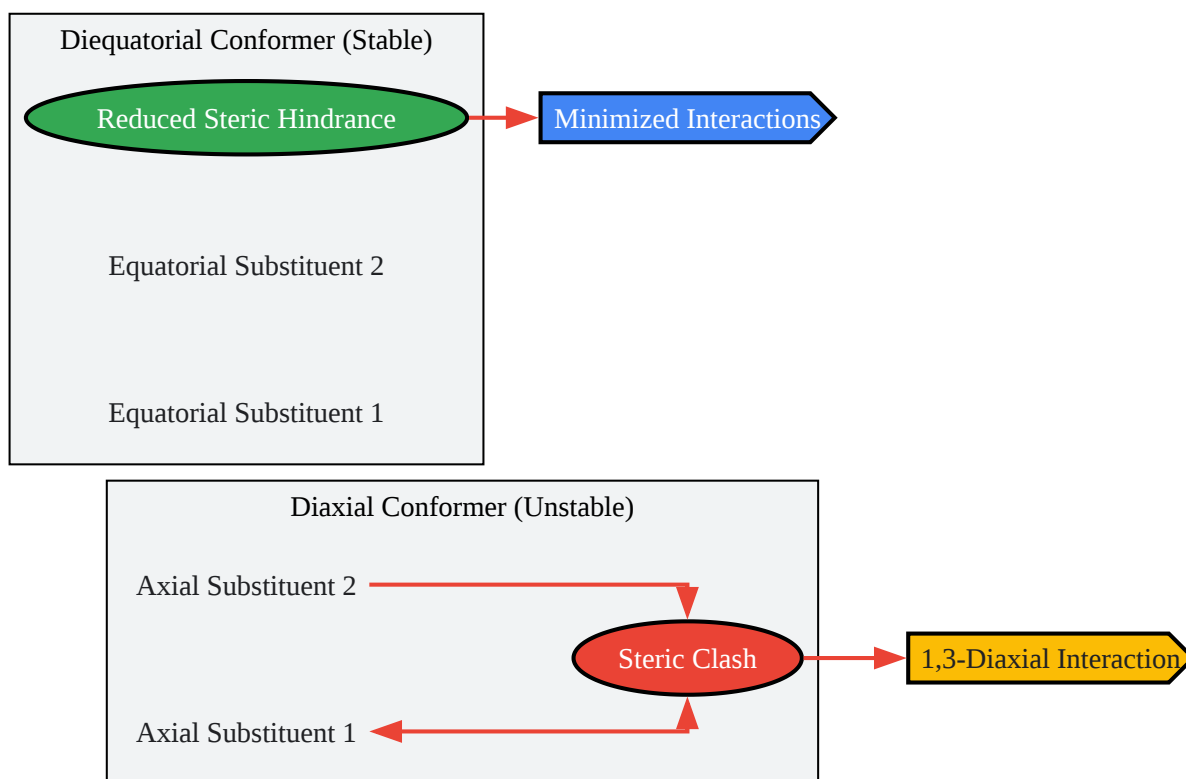 Diequatorial Conformer (Stable)
Reduced Steric Hindrance
Minimized Interactions
Equatorial Substituent 2
Equatorial Substituent 1
Diaxial Conformer (Unstable)
Axial Substituent 2
Steric Clash
1,3-Diaxial Interaction
Axial Substituent 1